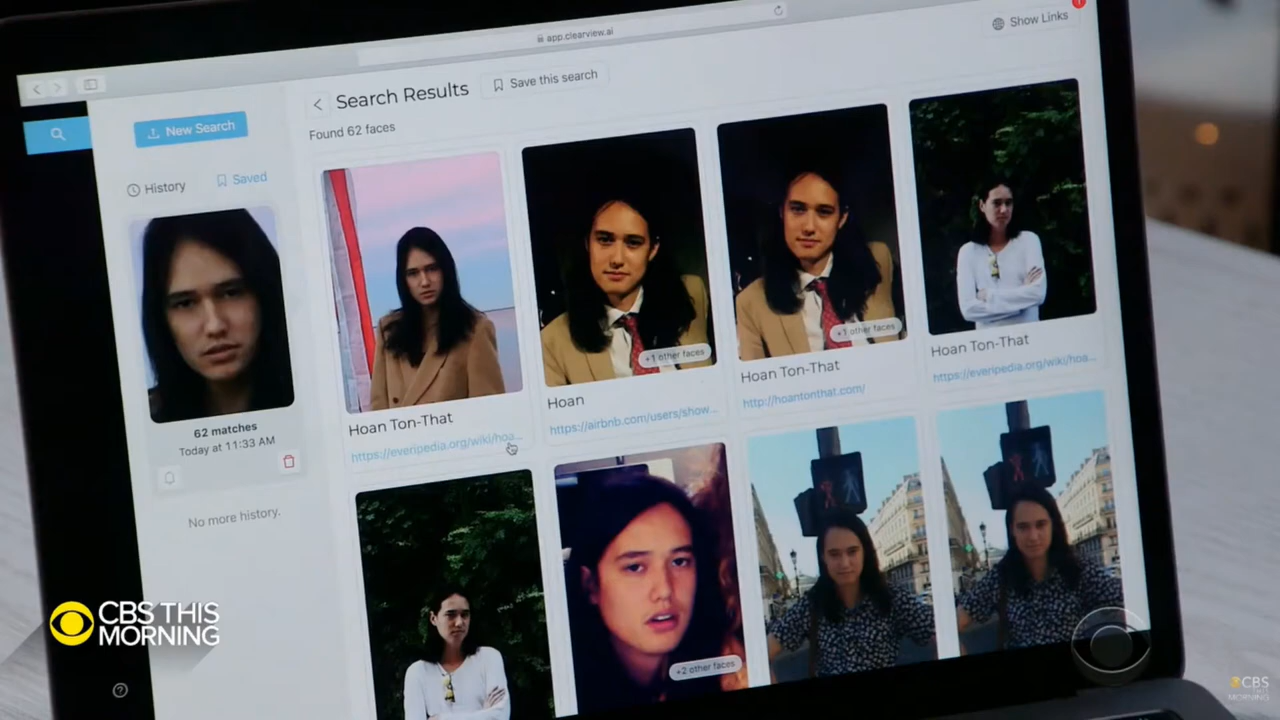 app.clearview.ai
Show Links
Search Results
Save this search
New Search
Found 62 faces
History
Saved
62 matches
Today at 11:33 AM
No more history.
Hoan Ton-That
https://everipedia.org/wiki/hoa...
+1 other faces
Hoan
https://airbnb.com/users/show...
+1 other faces
Hoan Ton-That
http://hoantonthat.com/
Hoan Ton-That
https://everipedia.org/wiki/hoa...
+2 other faces
CBS THIS
MORNING
CBS
MORNING